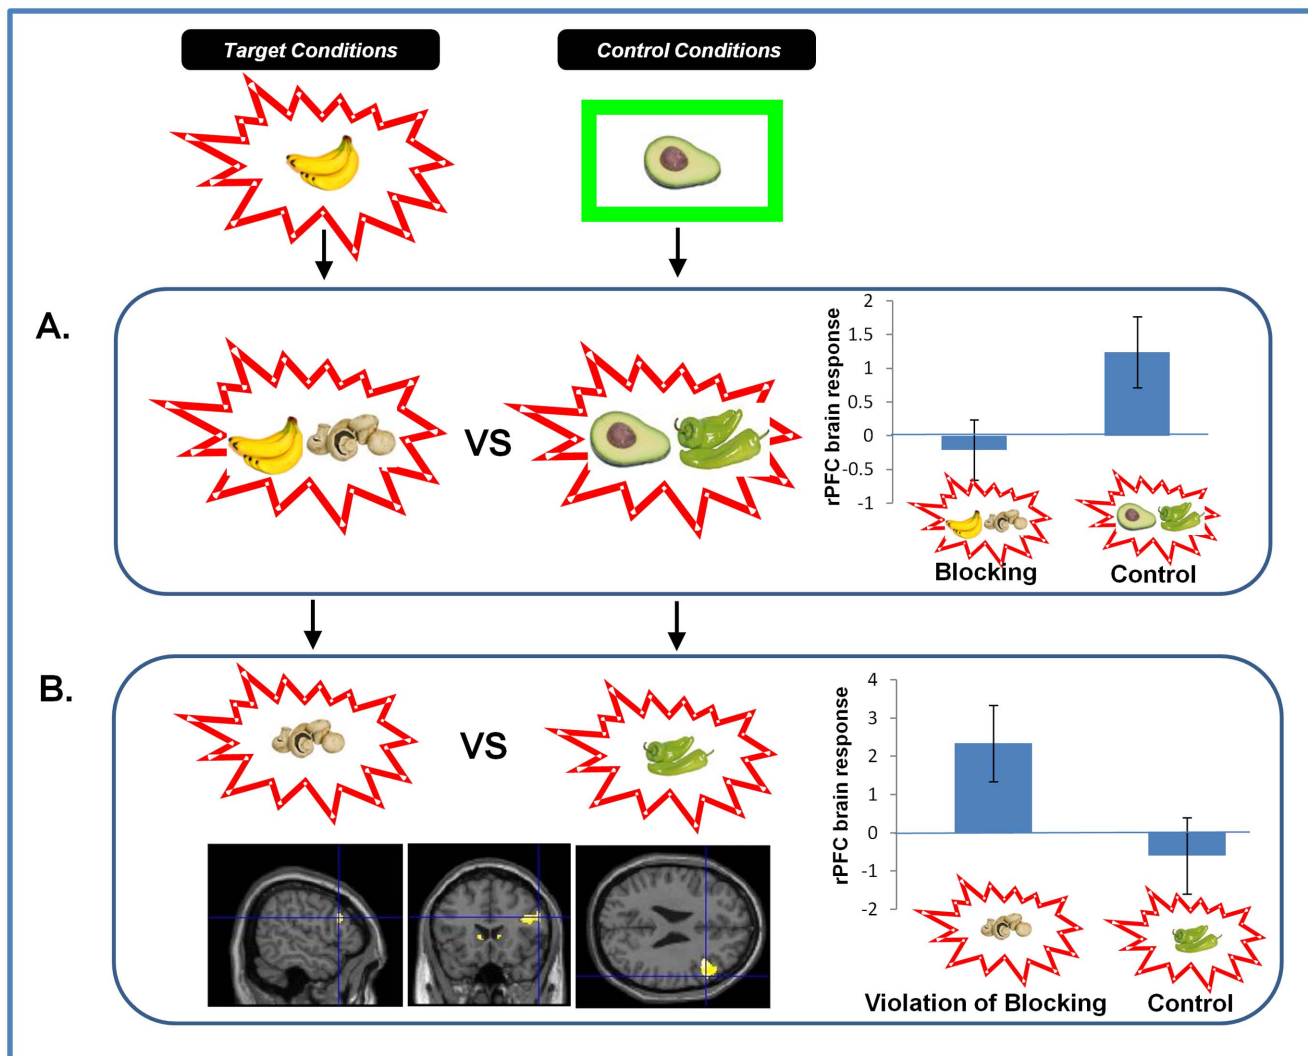 Target Conditions
Control Conditions
A.
VS
rPFC brain response
2
1.5
1
0.5
0
-0.5
-1
Blocking
Control
B.
VS
rPFC brain response
4
3
2
1
0
-1
-2
Violation of Blocking
Control